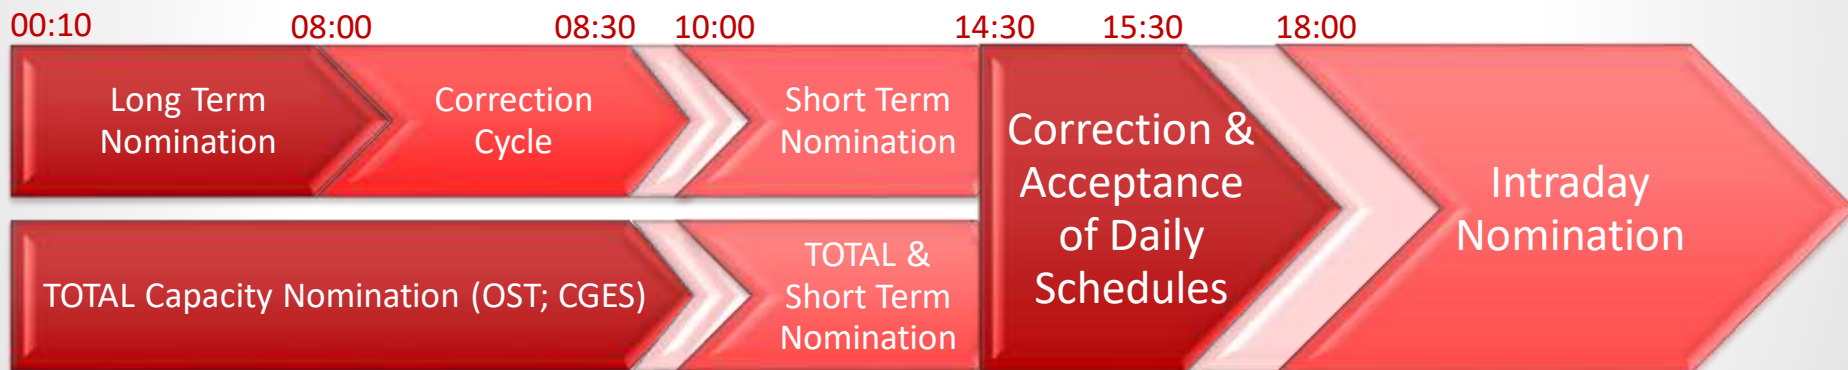 00:10 08:00 08:30 10:00 14:30 15:30 18:00
Long Term
Nomination
Correction
Cycle
Short Term
Nomination
TOTAL Capacity Nomination (OST; CGES)
TOTAL &
Short Term
Nomination
Correction &
Acceptance
of Daily
Schedules
Intraday
Nomination